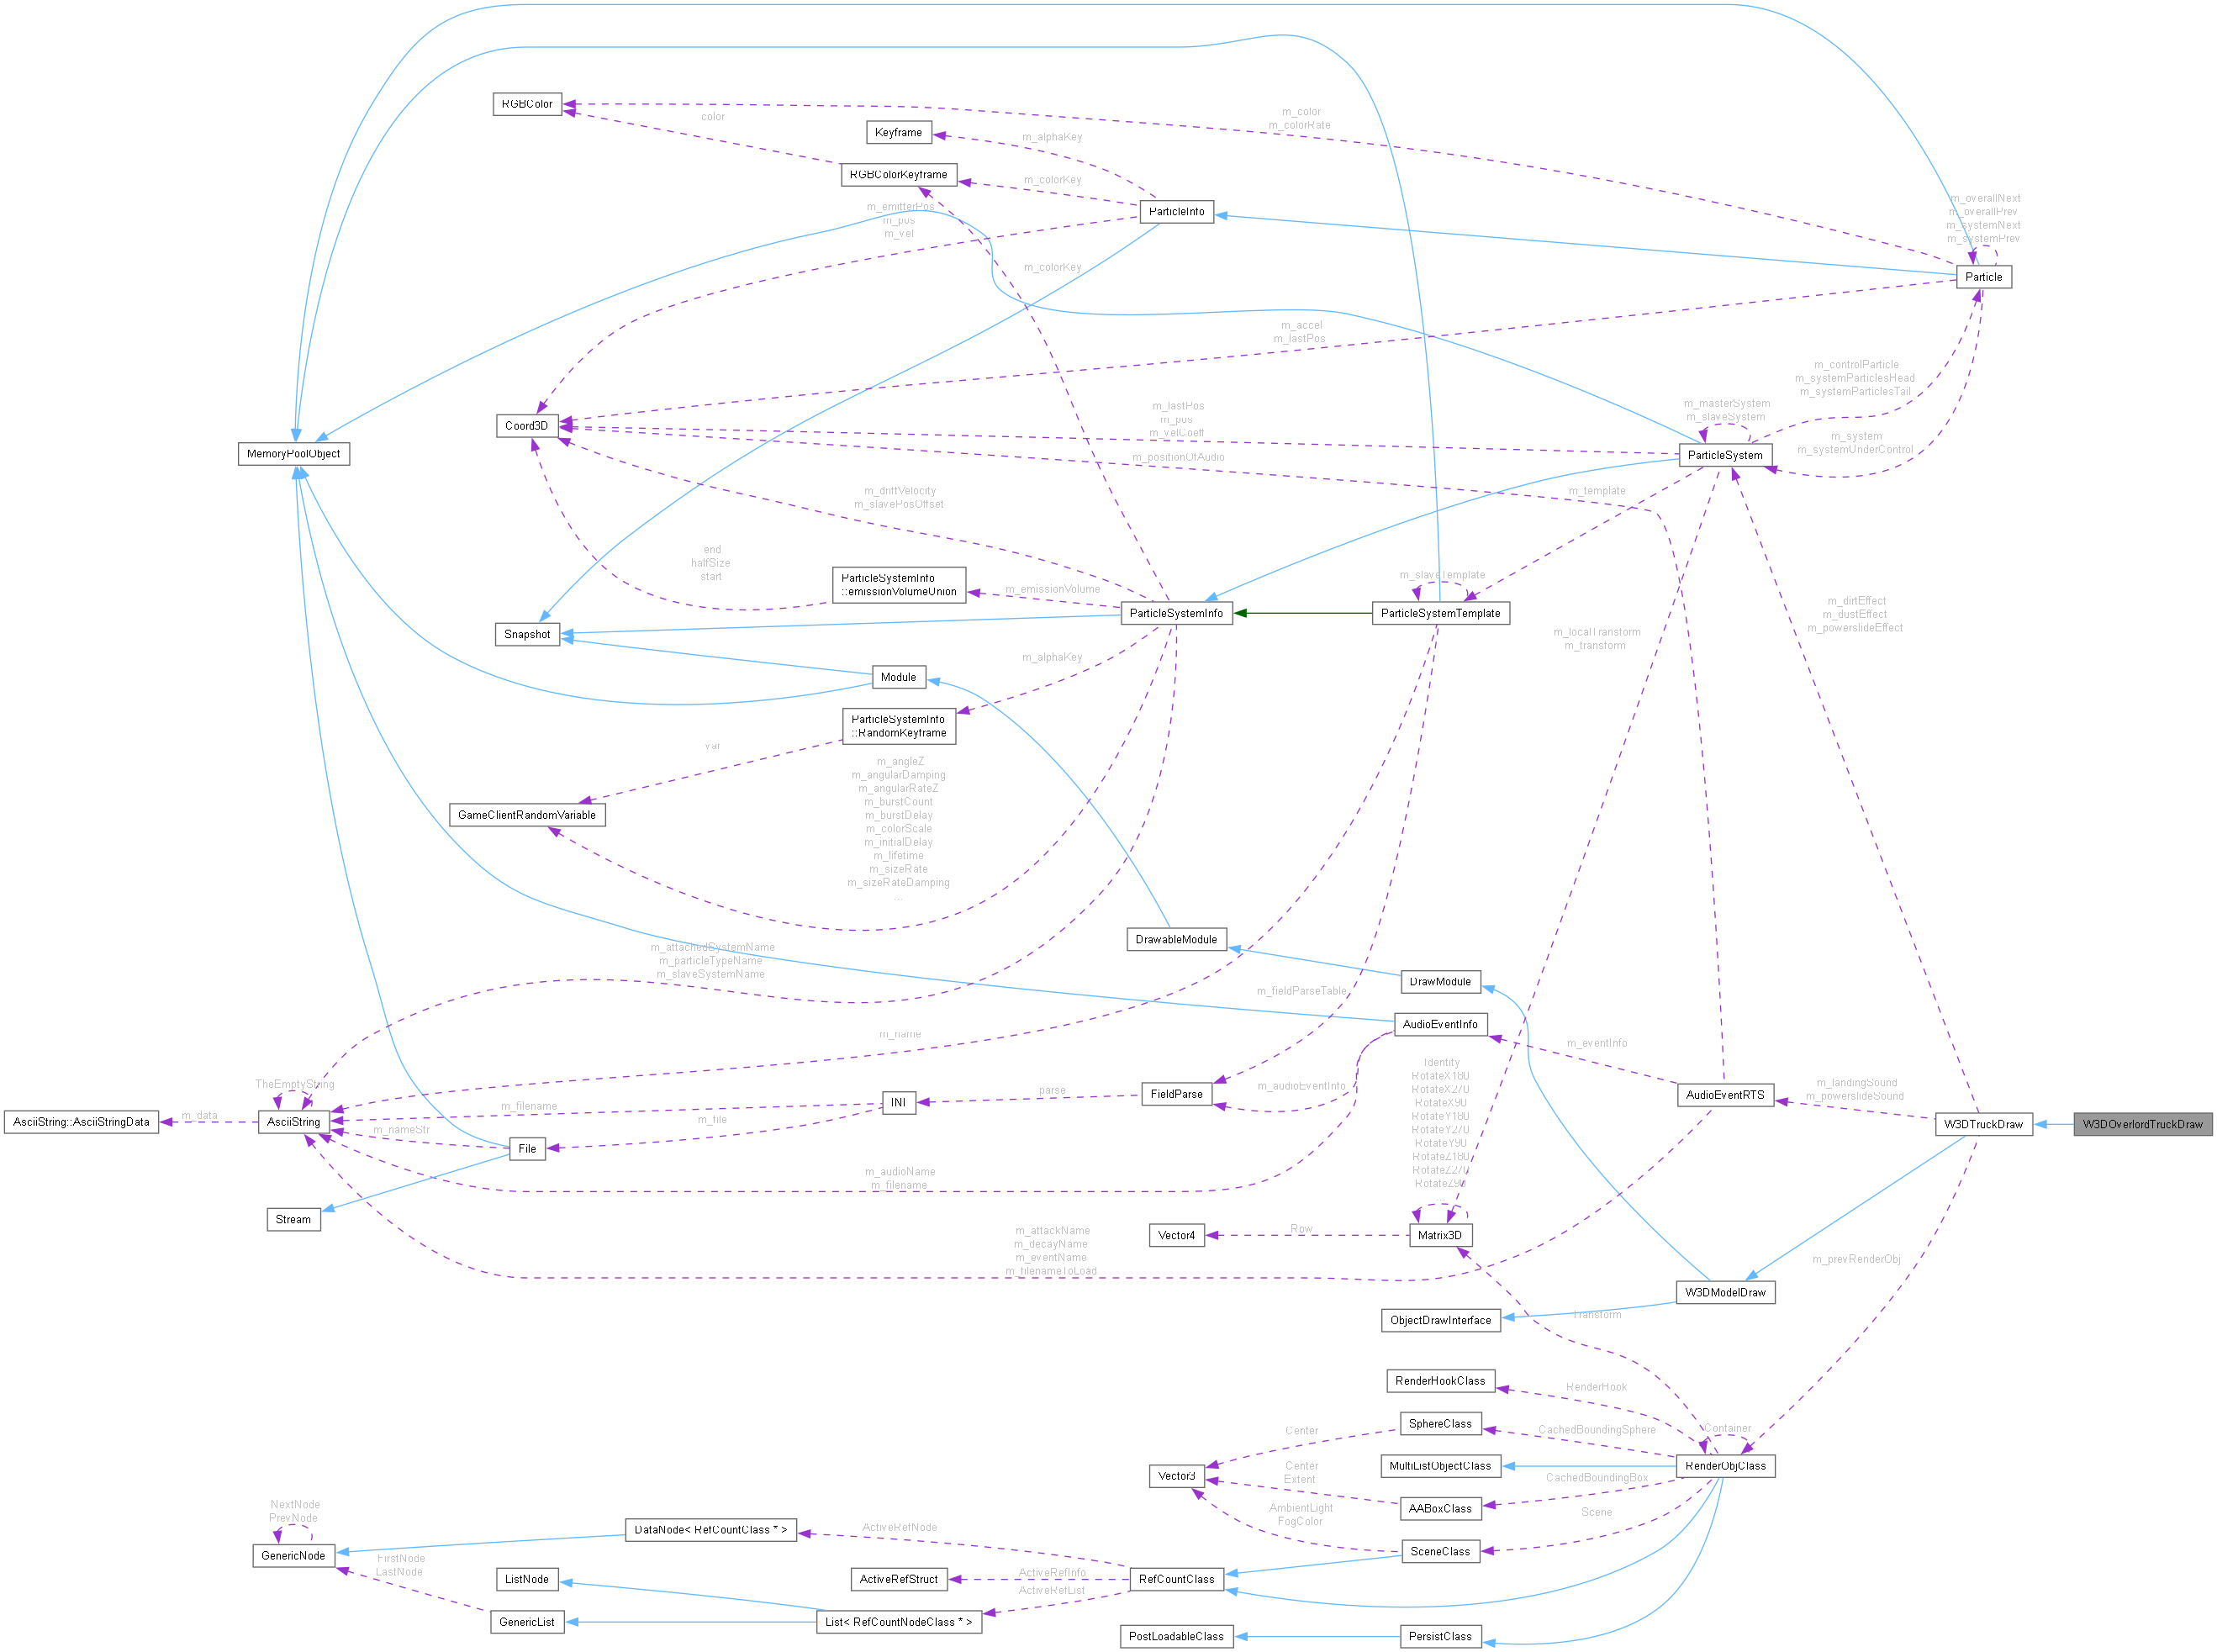 RGBColor
color
m_color
m_colorRate
Keyframe
m_alphaKey
RGBColorKeyframe
m_colorKey
m_emitterPos
m_pos
m_vel
ParticleInfo
m_overallNext
m_overallPrev
m_systemNext
m_systemPrev
Particle
m_colorKey
m_accel
m_lastPos
m_controlParticle
m_systemParticlesHead
m_systemParticlesTail
Coord3D
m_lastPos
m_pos
m_velCoeff
m_masterSystem
m_slaveSystem
MemoryPoolObject
m_positionOfAudio
ParticleSystem
m_system
m_systemUnderControl
m_driftVelocity
m_slavePosOffset
m_template
end
halfSize
start
ParticleSystemInfo
::emissionVolumeUnion
m_emissionVolume
ParticleSystemInfo
m_slaveTemplate
ParticleSystemTemplate
m_dirtEffect
m_dustEffect
m_powerslideEffect
Snapshot
m_localTransform
m_transform
m_alphaKey
Module
ParticleSystemInfo
::RandomKeyframe
var
m_angleZ
m_angularDamping
m_angularRateZ
m_burstCount
m_burstDelay
m_colorScale
m_initialDelay
m_lifetime
m_sizeRate
m_sizeRateDamping
...
GameClientRandomVariable
DrawableModule
m_attachedSystemName
m_particleTypeName
m_slaveSystemName
DrawModule
m_fieldParseTable
AudioEventInfo
m_name
m_eventInfo
TheEmptyString
Identity
RotateX180
RotateX270
RotateX90
RotateY180
RotateY270
RotateY90
RotateZ180
RotateZ270
RotateZ90
...
AsciiString::AsciiStringData
m_data
AsciiString
m_filename
INI
parse
FieldParse
m_audioEventInfo
AudioEventRTS
m_landingSound
m_powerslideSound
W3DTruckDraw
W3DOverlordTruckDraw
m_nameStr
File
m_file
m_audioName
m_filename
Stream
m_attackName
m_decayName
m_eventName
m_filenameToLoad
Vector4
Row
Matrix3D
m_prevRenderObj
W3DModelDraw
ObjectDrawInterface
Transform
RenderHookClass
RenderHook
SphereClass
CachedBoundingSphere
Container
Center
Vector3
MultiListObjectClass
RenderObjClass
Center
Extent
CachedBoundingBox
AABoxClass
AmbientLight
FogColor
Scene
SceneClass
NextNode
PrevNode
GenericNode
DataNode< RefCountClass * >
ActiveRefNode
FirstNode
LastNode
ListNode
ActiveRefStruct
ActiveRefInfo
RefCountClass
ActiveRefList
GenericList
List< RefCountNodeClass * >
PostLoadableClass
PersistClass